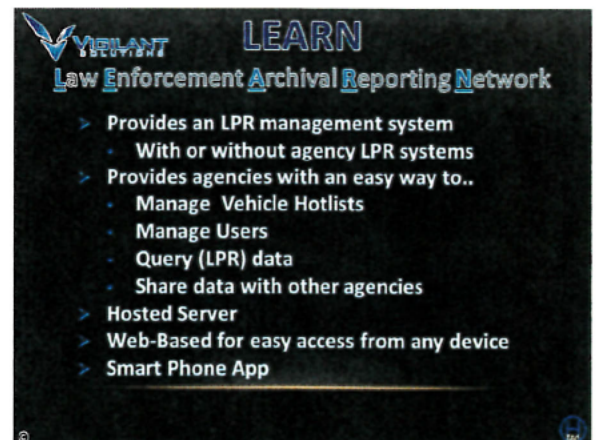 VIGILANT
SOLUTIONS
LEARN
Law Enforcement Archival Reporting Network
Provides an LPR management system
With or without agency LPR systems
Provides agencies with an easy way to..
Manage Vehicle Hotlists
Manage Users
Query (LPR) data
Share data with other agencies
Hosted Server
Web-Based for easy access from any device
Smart Phone App
©